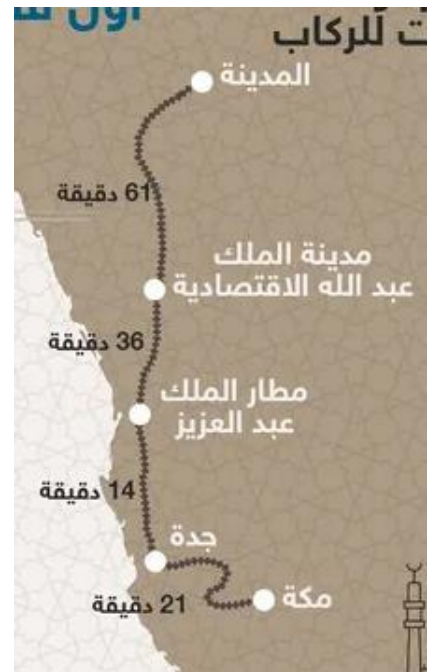 للركاب
المدينة
61 دقيقة
مدينة الملك
عبد الله الاقتصادية
36 دقيقة
مطار الملك
عبد العزيز
14 دقيقة
جدة
مكة
21 دقيقة